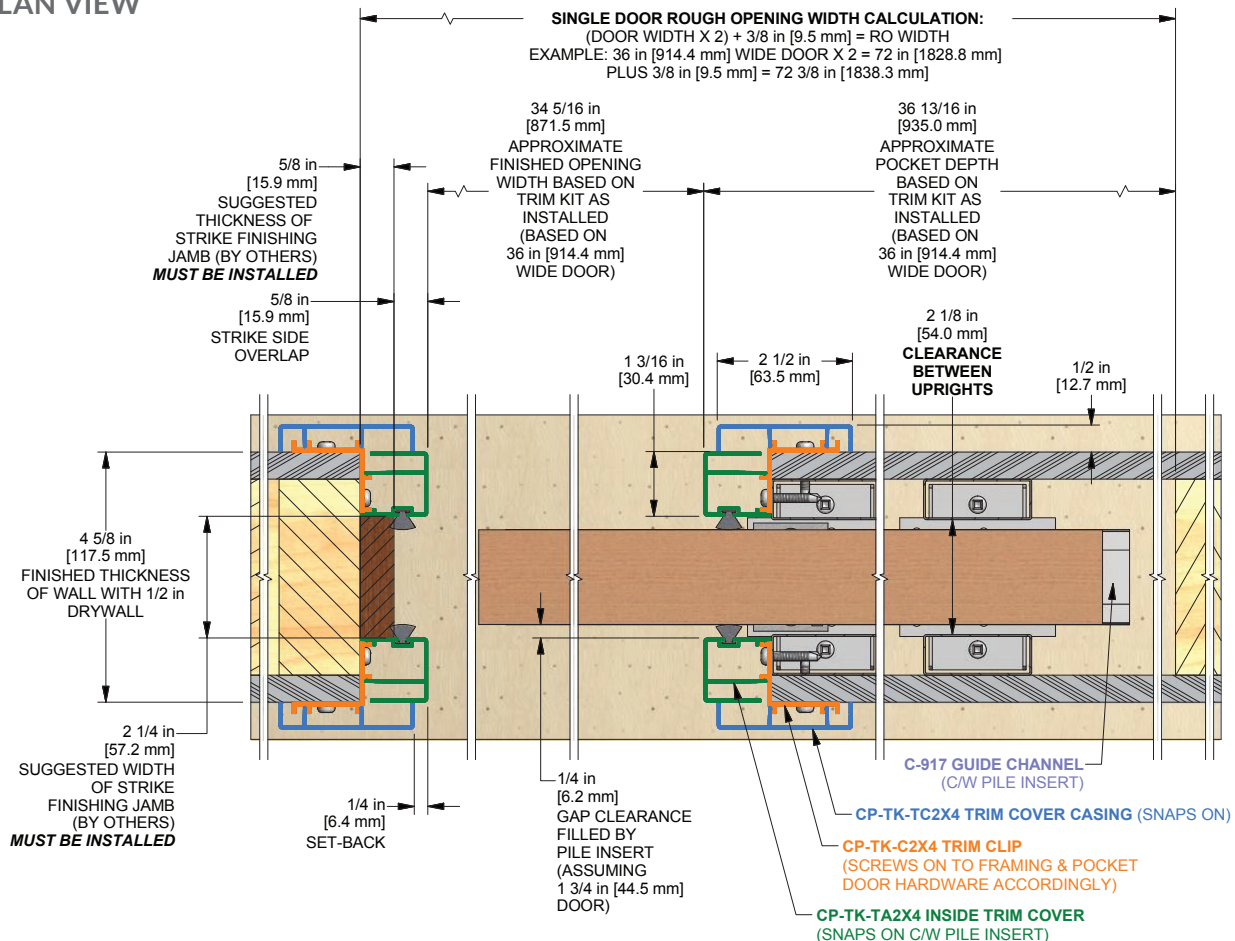 LAN VIEW
SINGLE DOOR ROUGH OPENING WIDTH CALCULATION:
(DOOR WIDTH X 2) + 3/8 in [9.5 mm] = RO WIDTH
EXAMPLE: 36 in [914.4 mm] WIDE DOOR X 2 = 72 in [1828.8 mm]
PLUS 3/8 in [9.5 mm] = 72 3/8 in [1838.3 mm]
34 5/16 in
[871.5 mm]
APPROXIMATE
FINISHED OPENING
WIDTH BASED ON
TRIM KIT AS
INSTALLED
(BASED ON
36 in [914.4 mm]
WIDE DOOR)
36 13/16 in
[935.0 mm]
APPROXIMATE
POCKET DEPTH
BASED ON
TRIM KIT AS
INSTALLED
(BASED ON
36 in [914.4 mm]
WIDE DOOR)
5/8 in
[15.9 mm]
SUGGESTED
THICKNESS OF
STRIKE FINISHING
JAMB (BY OTHERS)
MUST BE INSTALLED
5/8 in
[15.9 mm]
STRIKE SIDE
OVERLAP
1 3/16 in
[30.4 mm]
2 1/2 in
[63.5 mm]
2 1/8 in
[54.0 mm]
CLEARANCE
BETWEEN
UPRIGHTS
1/2 in
[12.7 mm]
4 5/8 in
[117.5 mm]
FINISHED THICKNESS
OF WALL WITH 1/2 in
DRYWALL
2 1/4 in
[57.2 mm]
SUGGESTED WIDTH
OF STRIKE
FINISHING JAMB
(BY OTHERS)
MUST BE INSTALLED
1/4 in
[6.4 mm]
SET-BACK
1/4 in
[6.2 mm]
GAP CLEARANCE
FILLED BY
PILE INSERT
(ASSUMING
1 3/4 in [44.5 mm]
DOOR)
C-917 GUIDE CHANNEL
(C/W PILE INSERT)
CP-TK-TC2X4 TRIM COVER CASING (SNAPS ON)
CP-TK-C2X4 TRIM CLIP
(SCREWS ON TO FRAMING & POCKET
DOOR HARDWARE ACCORDINGLY)
CP-TK-TA2X4 INSIDE TRIM COVER
(SNAPS ON C/W PILE INSERT)